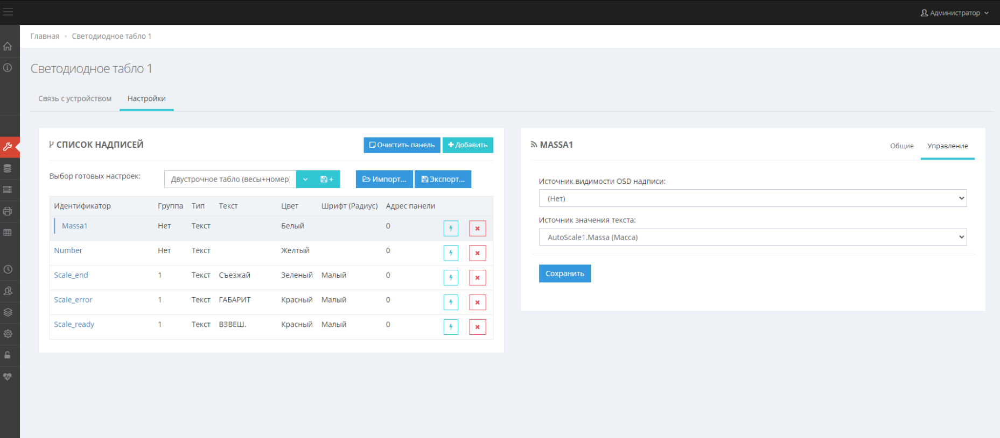 Администратор
Главная • Светодиодное табло 1
Светодиодное табло 1
Связь с устройством Настройки
СПИСОК НАДПИСЕЙ Очистить панель Добавить
Выбор готовых настроек: Двустрочное табло (весы+номер) + Импорт... Экспорт...
Идентификатор Группа Тип Текст Цвет Шрифт (Радиус) Адрес панели
Massa1 Нет Текст Белый 0
Number Нет Текст Желтый 0
Scale_end 1 Текст Съезжай Зеленый Малый 0
Scale_error 1 Текст ГАБАРИТ Красный Малый 0
Scale_ready 1 Текст ВЗВЕШ. Красный Малый 0
MASSA1 Общие Управление
Источник видимости OSD надписи:
(Нет)
Источник значения текста:
AutoScale1.Massa (Масса)
Сохранить